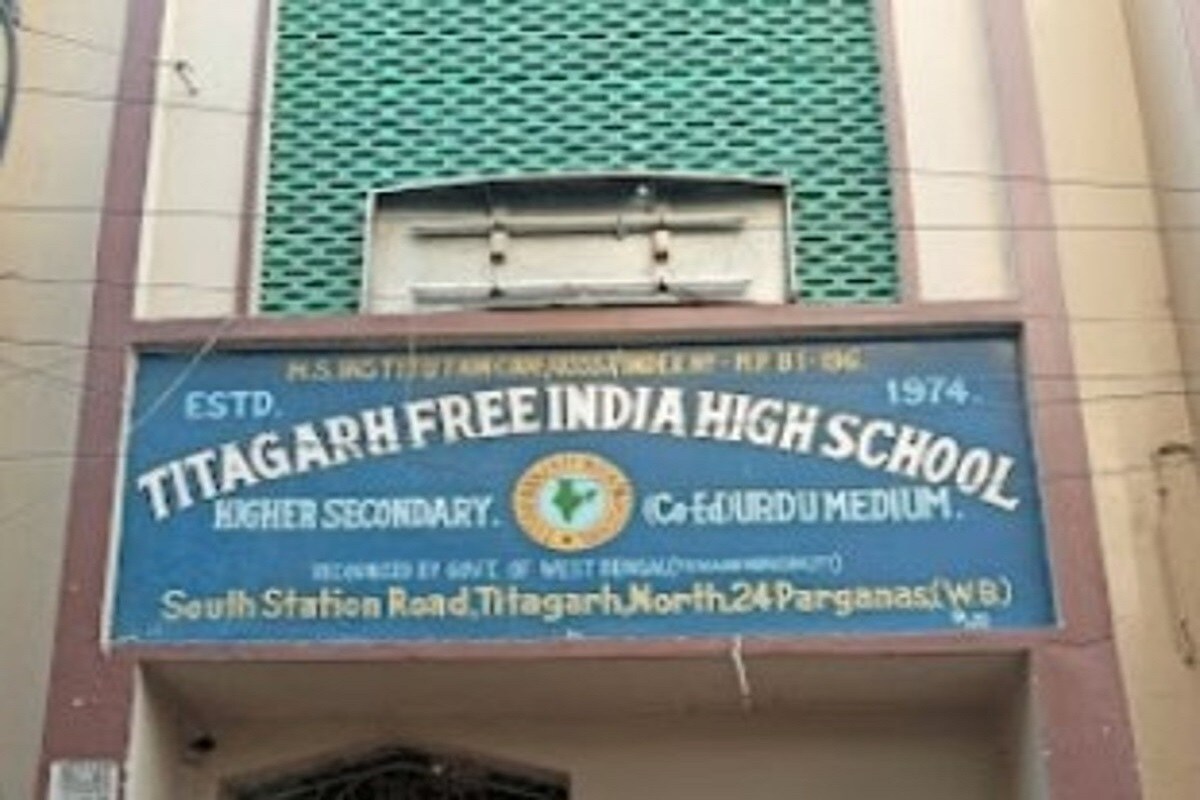 M.S. INSTITUTION
ESTD. 1974.
TITAGARH FREE INDIA HIGH SCHOOL
HIGHER SECONDARY. (Co-Ed) URDU MEDIUM.
RECOGNISED BY GOVT. OF WEST BENGAL
South Station Road, Titagarh, North, 24 Parganas, (W.B.)